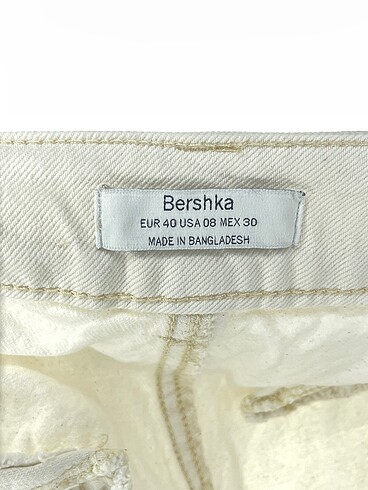 Bershka
EUR 40 USA 08 MEX 30
MADE IN BANGLADESH